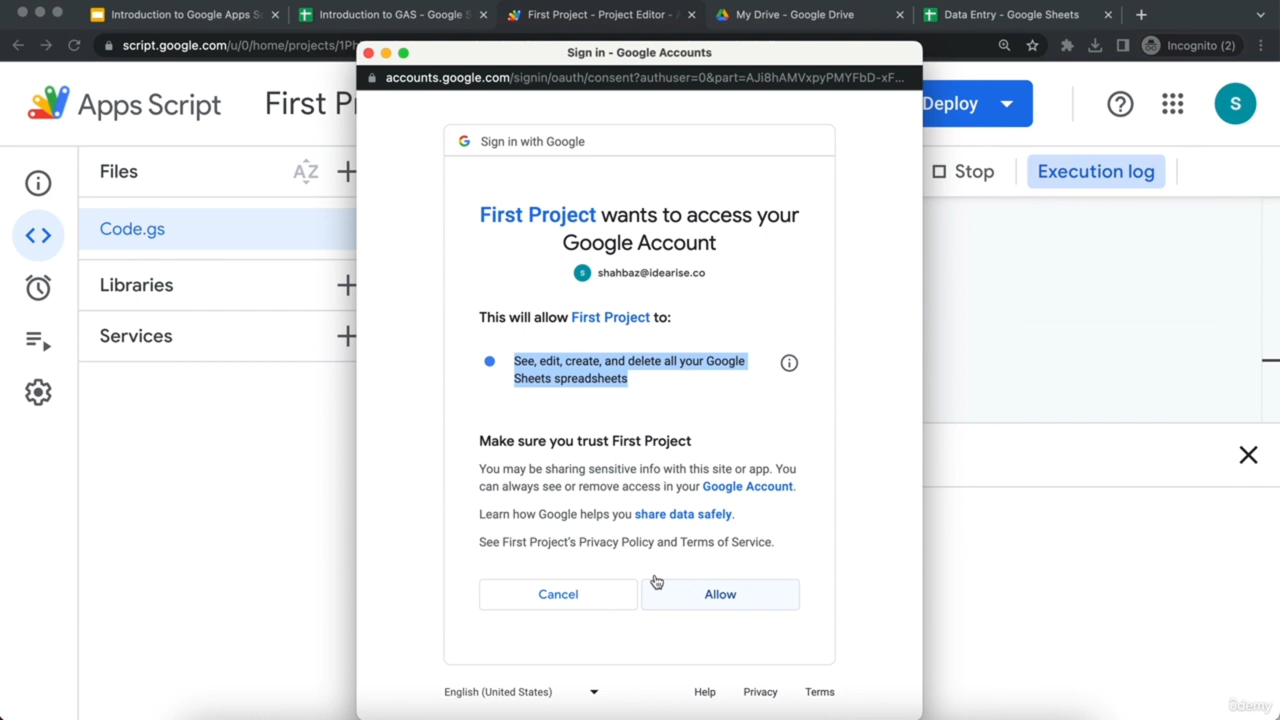 Introduction to Google Apps Sc
Introduction to GAS - Google S
First Project - Project Editor - A
My Drive - Google Drive
Data Entry - Google Sheets
script.google.com/u/0/home/projects/1Ph
Incognito (2)
Sign in - Google Accounts
accounts.google.com/signin/oauth/consent?authuser=0&part=AJi8hAMVxpyPMYFbD-xF...
Apps Script
First Pr
Deploy
?
S
Sign in with Google
Files
AZ
Stop
Execution log
Code.gs
Libraries
Services
First Project wants to access your
Google Account
S
shahbaz@idearise.co
This will allow First Project to:
See, edit, create, and delete all your Google
Sheets spreadsheets
Make sure you trust First Project
You may be sharing sensitive info with this site or app. You
can always see or remove access in your Google Account.
Learn how Google helps you share data safely.
See First Project's Privacy Policy and Terms of Service.
Cancel
Allow
English (United States)
Help
Privacy
Terms
ûdemy